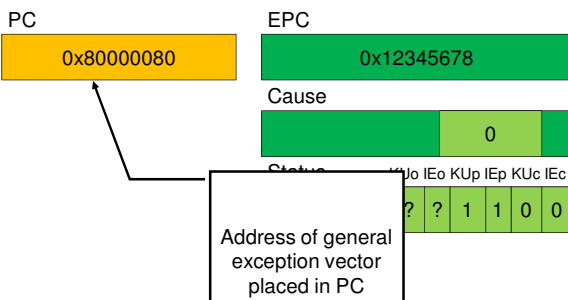 PC EPC
0x80000080 0x12345678
Cause
0
KUo IEo KUp IEp KUc IEc
? ? 1 1 0 0
Address of general
exception vector
placed in PC